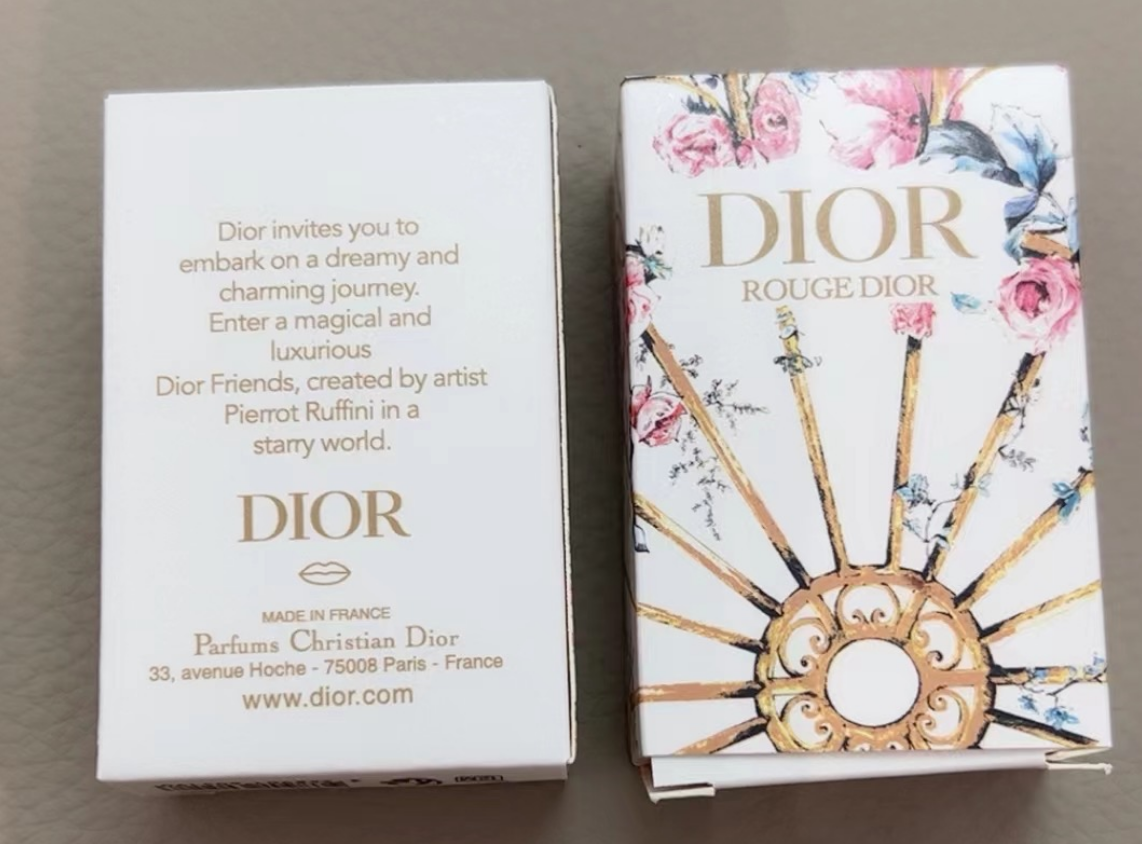 Dior invites you to
embark on a dreamy and
charming journey.
Enter a magical and
luxurious
Dior Friends, created by artist
Pierrot Ruffini in a
starry world.
DIOR
MADE IN FRANCE
Parfums Christian Dior
33, avenue Hoche - 75008 Paris - France
www.dior.com
DIOR
ROUGE DIOR